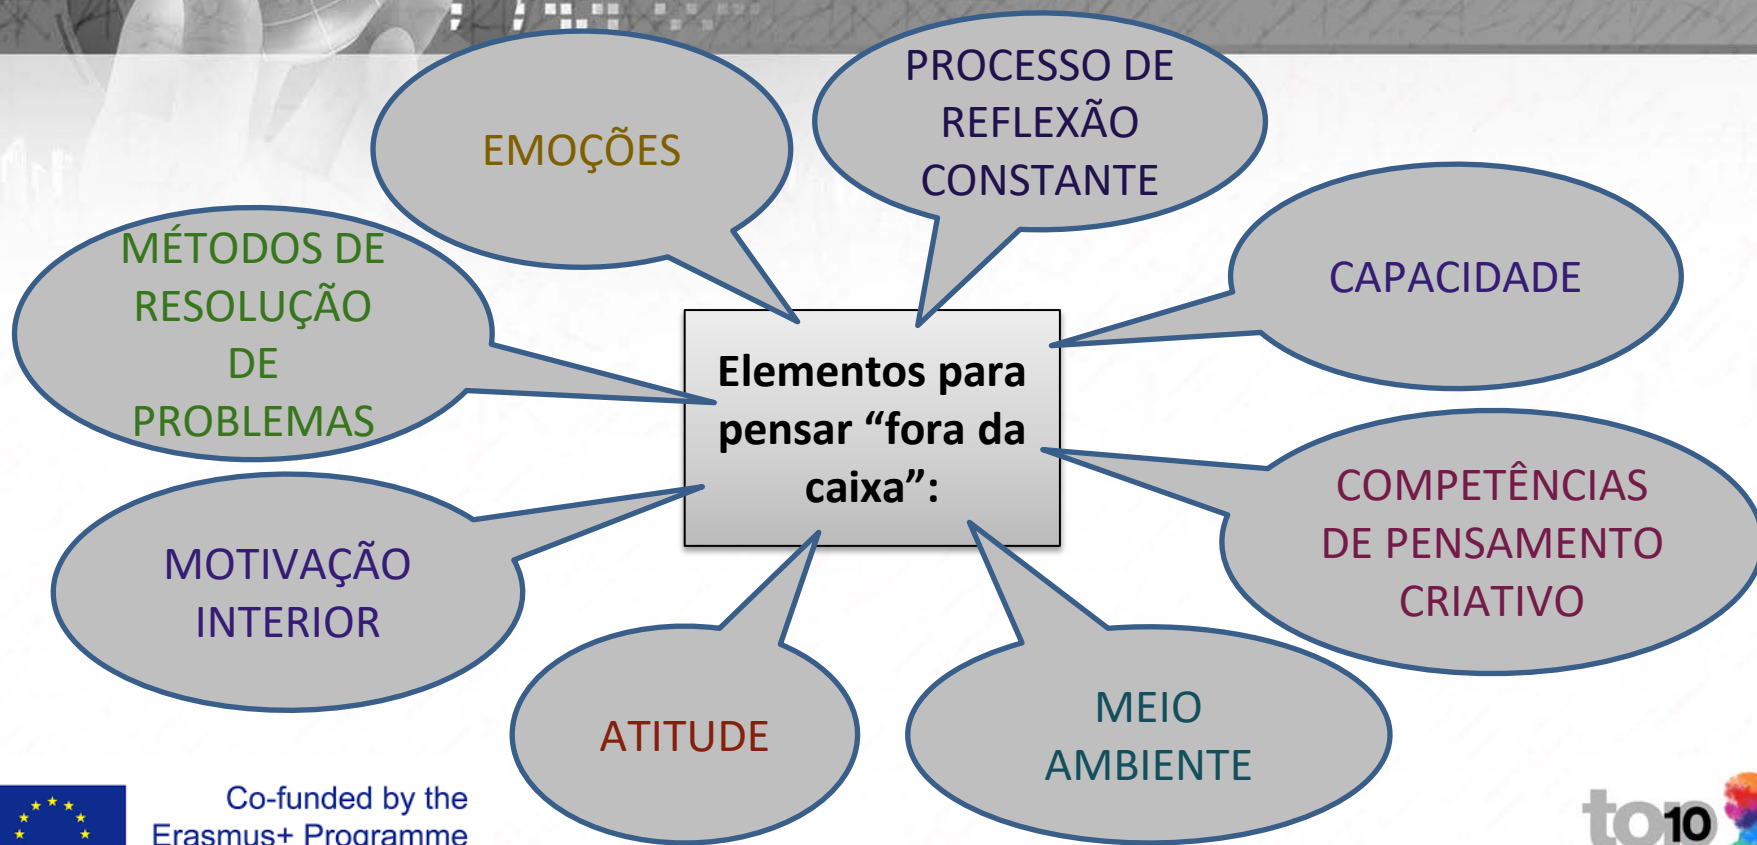 EMOÇÕES
PROCESSO DE
REFLEXÃO
CONSTANTE
CAPACIDADE
MÉTODOS DE
RESOLUÇÃO
DE
PROBLEMAS
Elementos para
pensar “fora da
caixa”:
COMPETÊNCIAS
DE PENSAMENTO
CRIATIVO
MOTIVAÇÃO
INTERIOR
ATITUDE
MEIO
AMBIENTE
Co-funded by the
Erasmus+ Programme
top10